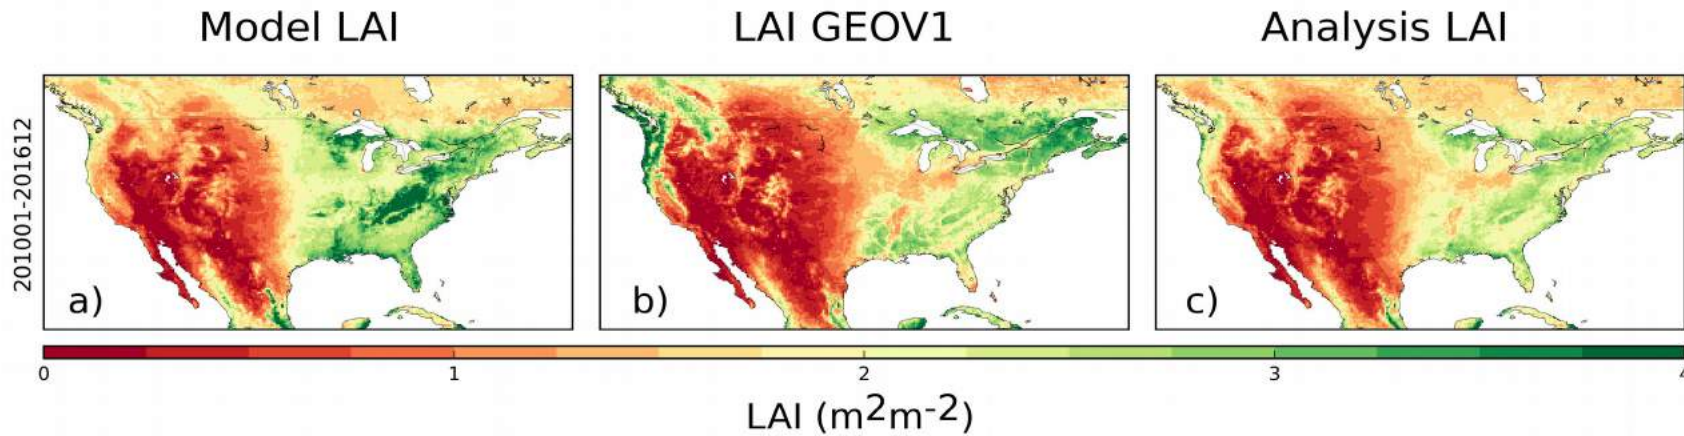 Model LAI
LAI GEOV1
Analysis LAI
201001-201612
a)
b)
c)
0 1 2 3 4
LAI (m2m-2)